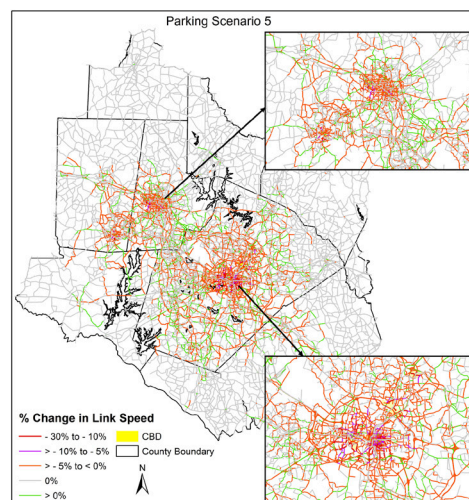 Parking Scenario 5
% Change in Link Speed
- 30% to - 10%
> - 10% to - 5%
> - 5% to < 0%
0%
> 0%
CBD
County Boundary
N